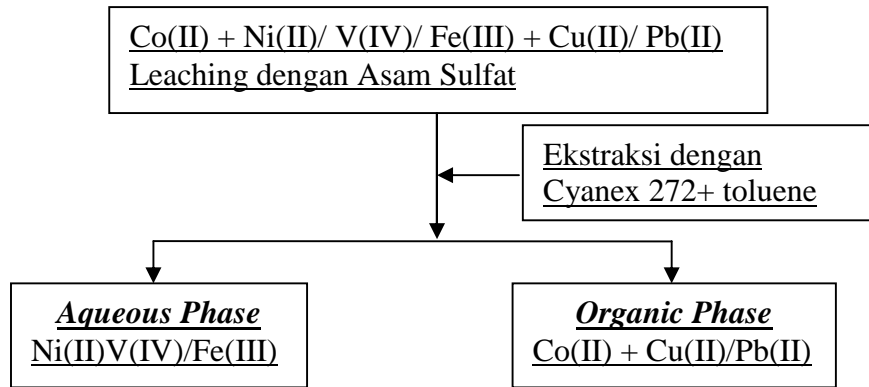 Co(II) + Ni(II)/ V(IV)/ Fe(III) + Cu(II)/ Pb(II)
Leaching dengan Asam Sulfat
Ekstraksi dengan
Cyanex 272+ toluene
Aqueous Phase
Ni(II)V(IV)/Fe(III)
Organic Phase
Co(II) + Cu(II)/Pb(II)